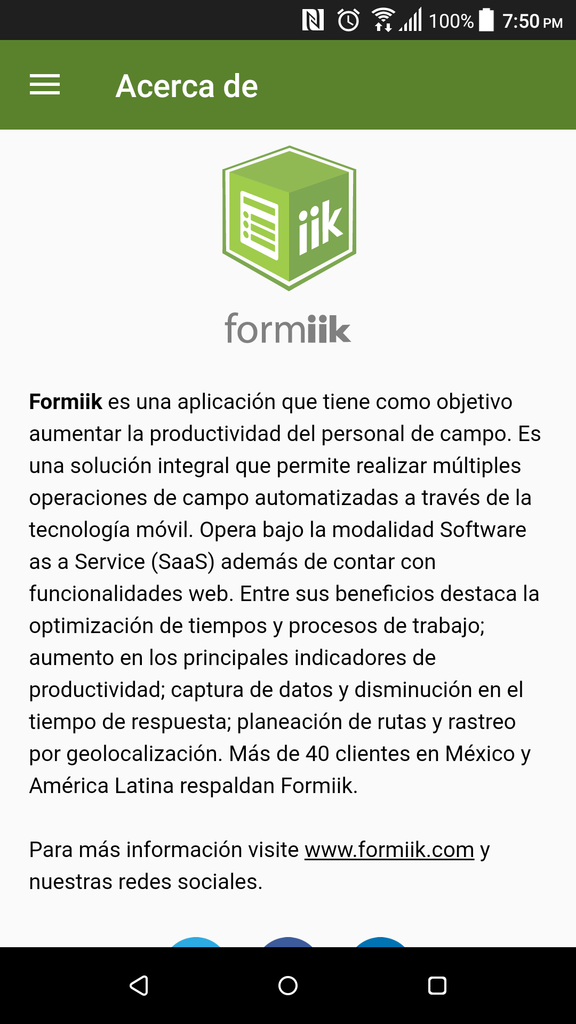 100% 7:50 PM
Acerca de
iik
formiik
Formiik es una aplicación que tiene como objetivo
aumentar la productividad del personal de campo. Es
una solución integral que permite realizar múltiples
operaciones de campo automatizadas a través de la
tecnología móvil. Opera bajo la modalidad Software
as a Service (SaaS) además de contar con
funcionalidades web. Entre sus beneficios destaca la
optimización de tiempos y procesos de trabajo;
aumento en los principales indicadores de
productividad; captura de datos y disminución en el
tiempo de respuesta; planeación de rutas y rastreo
por geolocalización. Más de 40 clientes en México y
América Latina respaldan Formiik.
Para más información visite www.formiik.com y
nuestras redes sociales.